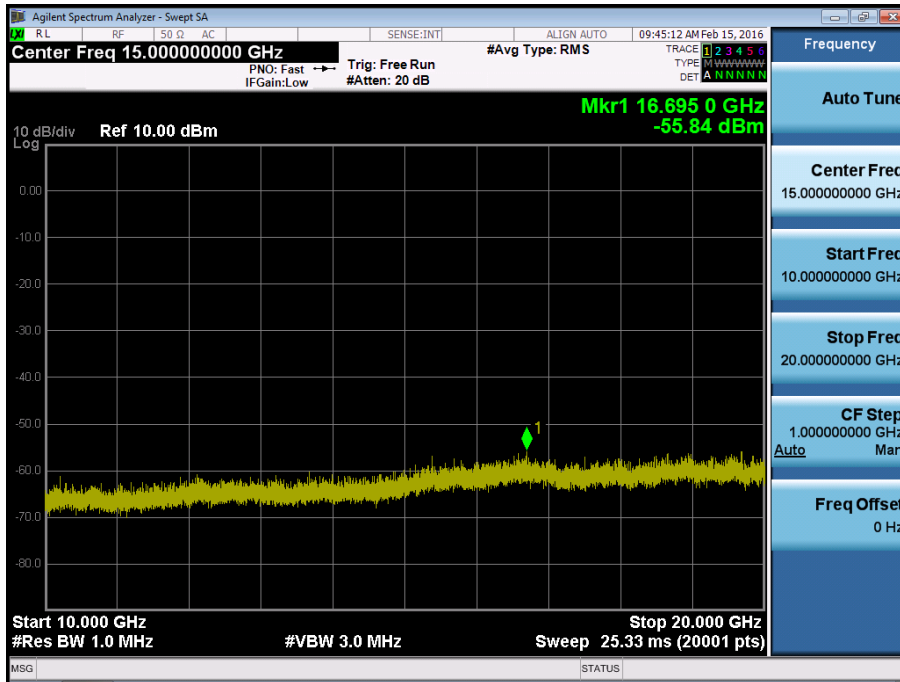 Agilent Spectrum Analyzer - Swept SA
LXI RL RF 50 Ω AC SENSE:INT ALIGN AUTO 09:45:12 AM Feb 15, 2016
Center Freq 15.000000000 GHz
PNO: Fast
IFGain:Low
Trig: Free Run
#Atten: 20 dB
#Avg Type: RMS
TRACE 1 2 3 4 5 6
TYPE M WWWWW
DET A N N N N N
Mkr1 16.695 0 GHz
-55.84 dBm
10 dB/div Ref 10.00 dBm
Log
0.00
-10.0
-20.0
-30.0
-40.0
-50.0
-60.0
-70.0
-80.0
1
Start 10.000 GHz Stop 20.000 GHz
#Res BW 1.0 MHz #VBW 3.0 MHz Sweep 25.33 ms (20001 pts)
MSG STATUS
Frequency
Auto Tune
Center Freq
15.000000000 GHz
Start Freq
10.000000000 GHz
Stop Freq
20.000000000 GHz
CF Step
1.000000000 GHz
Auto Man
Freq Offset
0 Hz